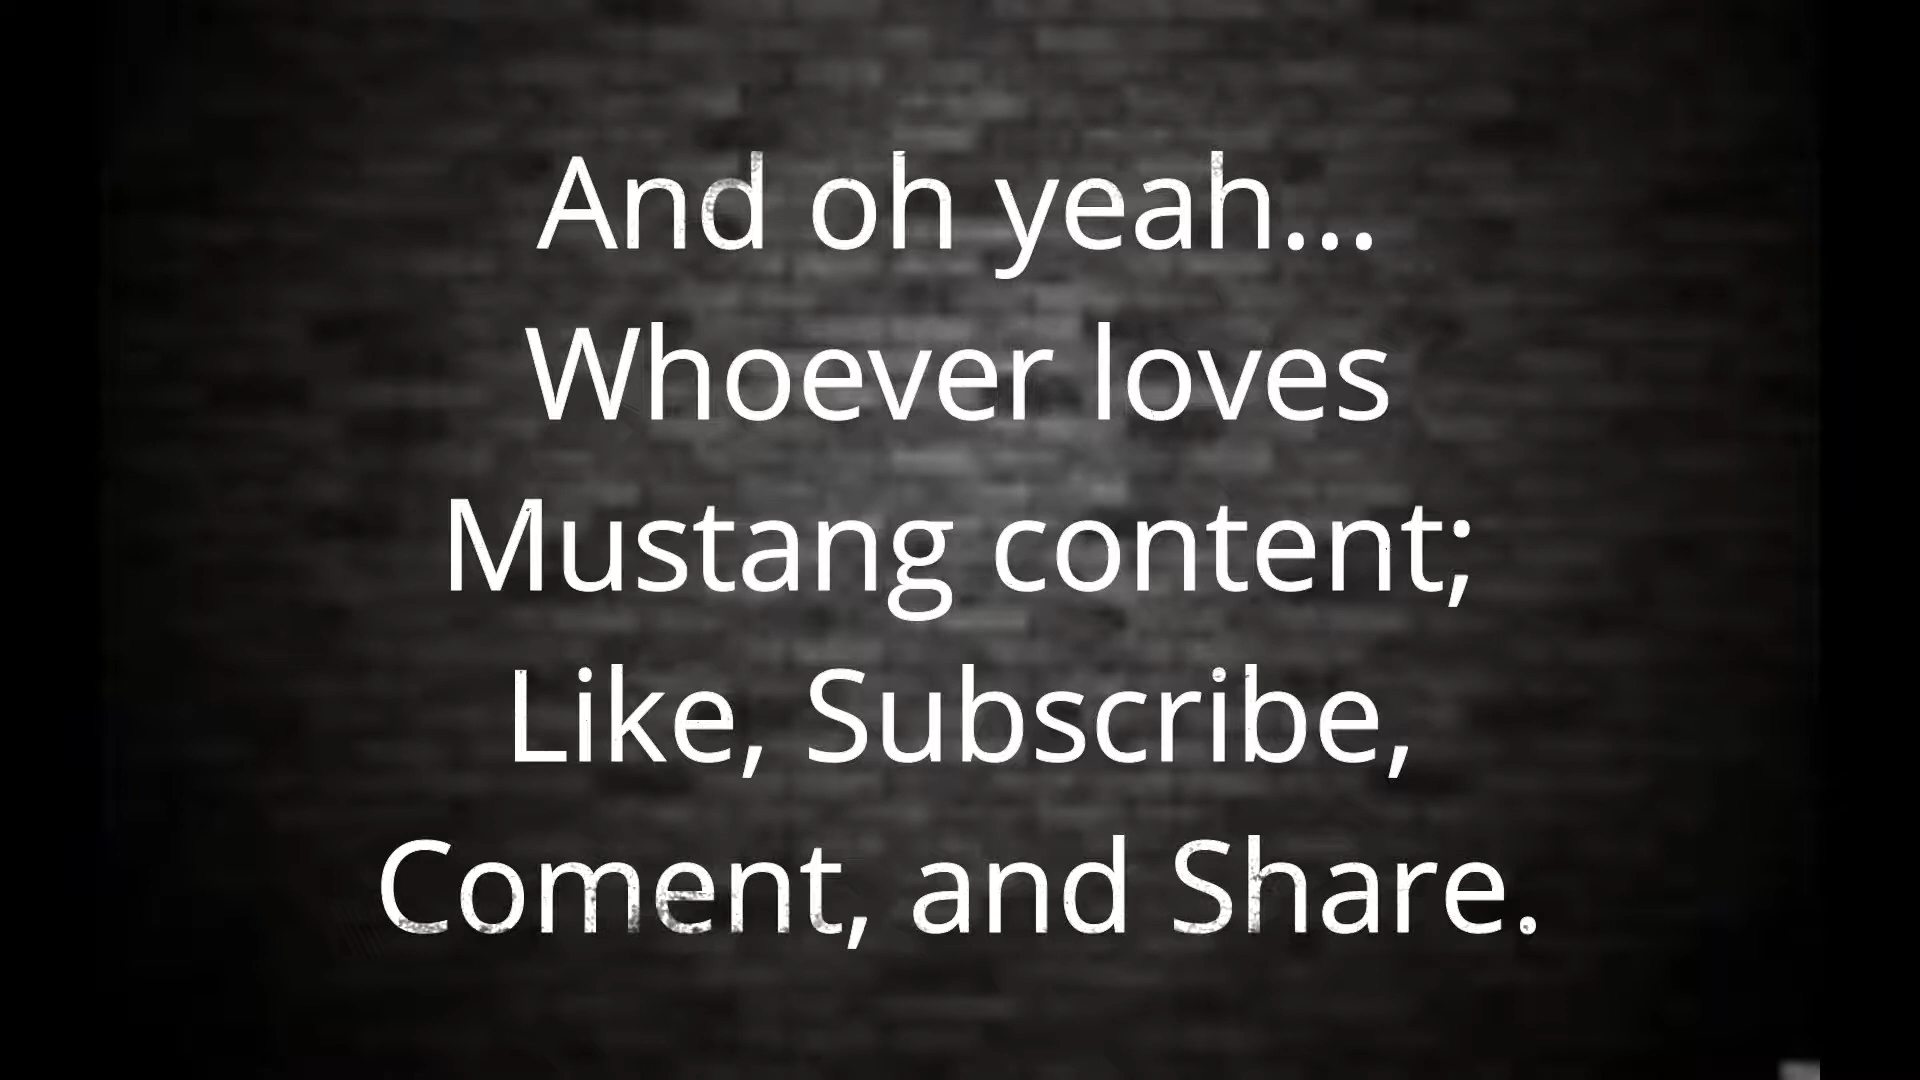 And oh yeah...
Whoever loves
Mustang content;
Like, Subscribe,
Coment, and Share.